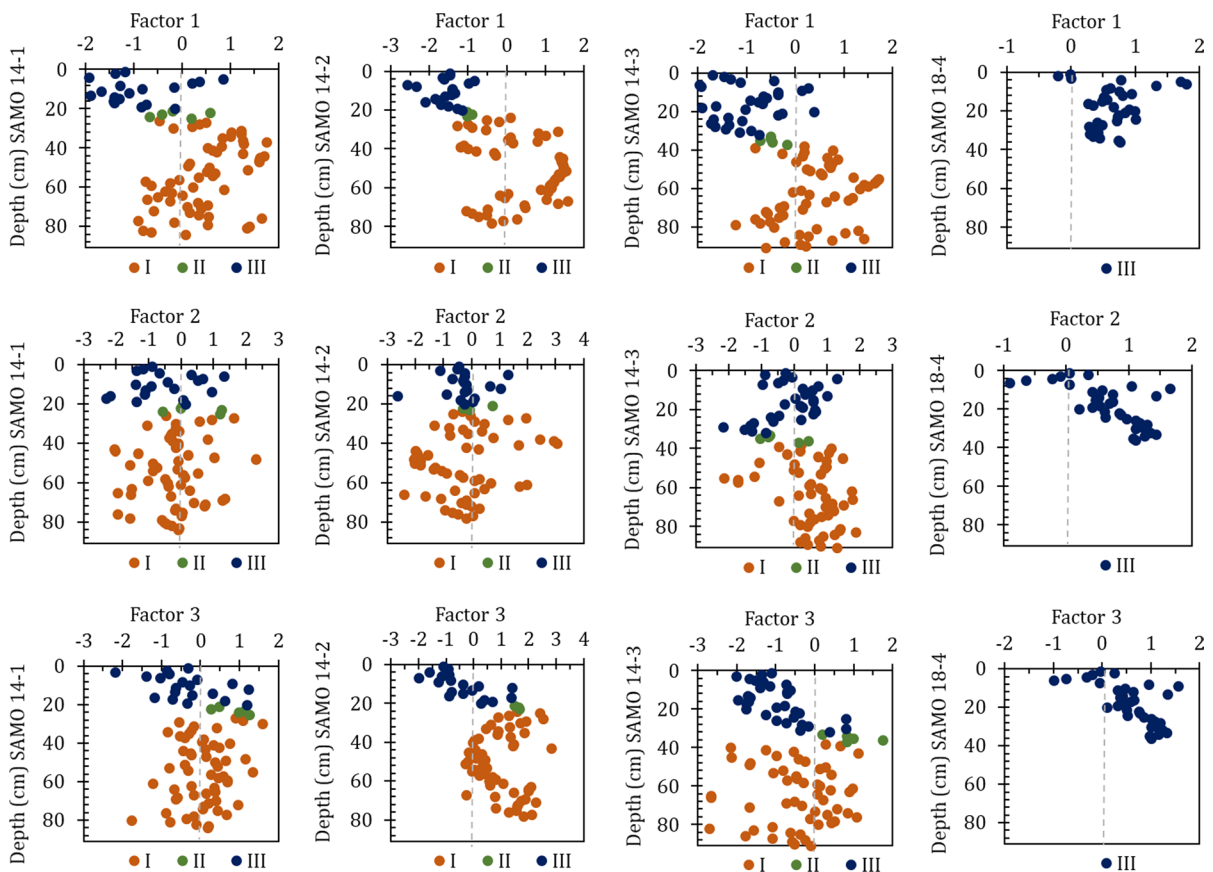 Factor 1
-2 -1 0 1 2
Depth (cm) SAMO 14-1
0
20
40
60
80
I II III
Factor 1
-3 -2 -1 0 1 2
Depth (cm) SAMO 14-2
0
20
40
60
80
I II III
Factor 1
-2 -1 0 1 2
Depth (cm) SAMO 14-3
0
20
40
60
80
I II III
Factor 1
-1 0 1 2
Depth (cm) SAMO 18-4
0
20
40
60
80
III
Factor 2
-3 -2 -1 0 1 2 3
Depth (cm) SAMO 14-1
0
20
40
60
80
I II III
Factor 2
-3 -2 -1 0 1 2 3 4
Depth (cm) SAMO 14-2
0
20
40
60
80
I II III
Factor 2
-3 -2 -1 0 1 2 3
Depth (cm) SAMO 14-3
0
20
40
60
80
I II III
Factor 2
-1 0 1 2
Depth (cm) SAMO 18-4
0
20
40
60
80
III
Factor 3
-3 -2 -1 0 1 2
Depth (cm) SAMO 14-1
0
20
40
60
80
I II III
Factor 3
-3 -2 -1 0 1 2 3 4
Depth (cm) SAMO 14-2
0
20
40
60
80
I II III
Factor 3
-3 -2 -1 0 1 2
Depth (cm) SAMO 14-3
0
20
40
60
80
I II III
Factor 3
-2 -1 0 1 2
Depth (cm) SAMO 18-4
0
20
40
60
80
III